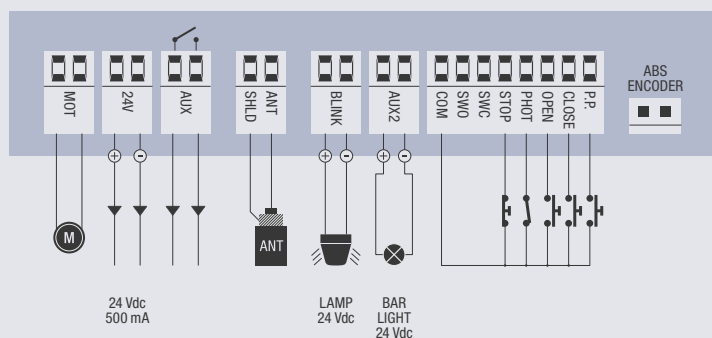 ABS
ENCODER
MOT
24V
AUX
SHLD
ANT
BLINK
AUX2
COM
SWO
SWC
STOP
PHOT
OPEN
CLOSE
P.P.
+
-
+
-
+
-
M
ANT
24 Vdc
500 mA
LAMP
24 Vdc
BAR
LIGHT
24 Vdc